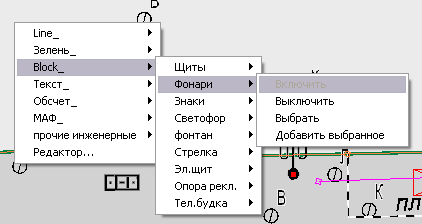 Line_
Зелень_
Block_
Текст_
Обсчет_
МАФ_
прочие инженерные
Редактор...
Щиты
Фонари
Знаки
Светофор
фонтан
Стрелка
Эл.щит
Опора рекл.
Тел.будка
Включить
Выключить
Выбрать
Добавить выбранное
Л
К
В